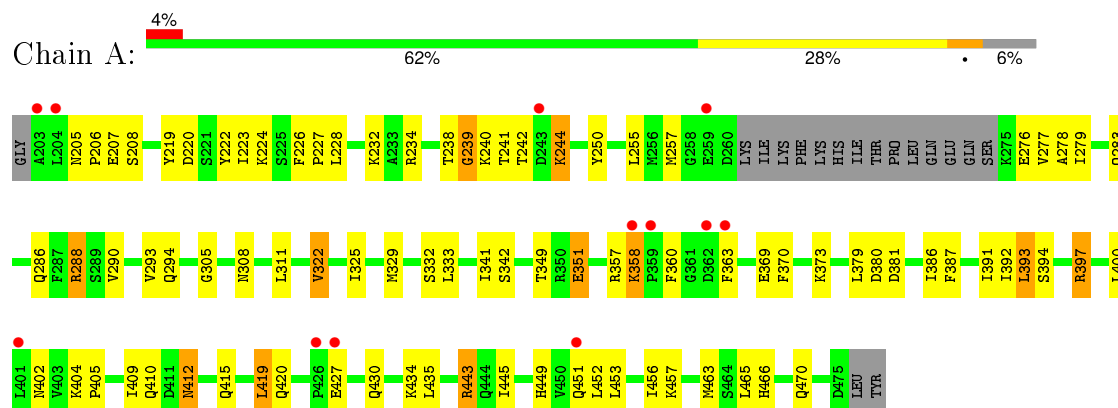 4%
Chain A:
62% 28% • 6%
GLY A203 L204 N205 P206 E207 S208 Y219 D220 S221 Y222 I223 K224 S225 F226 P227 L228 K232 A233 R234 T238 G239 K240 T241 T242 D243 K244 Y250 L255 M256 M257 G258 E259 D260 LYS ILE LYS PHE LYS HIS ILE THR PRO LEU GLN GLU GLN SER K275 E276 V277 A278 I279
Q286 F287 R288 S289 V290 V293 Q294 G305 N308 L311 V322 I325 M329 S332 L333 I341 S342 T349 R350 E351 R357 K358 P359 F360 G361 D362 F363 E369 F370 K373 L379 D380 D381 I386 F387 I391 I392 L393 S394 R397
L401 N402 V403 K404 P405 I409 Q410 D411 N412 Q415 L419 Q420 P426 E427 Q430 K434 L435 R443 Q444 I445 H449 V450 Q451 L452 L453 I456 K457 M463 S464 L465 H466 Q470 D475 LEU TYR